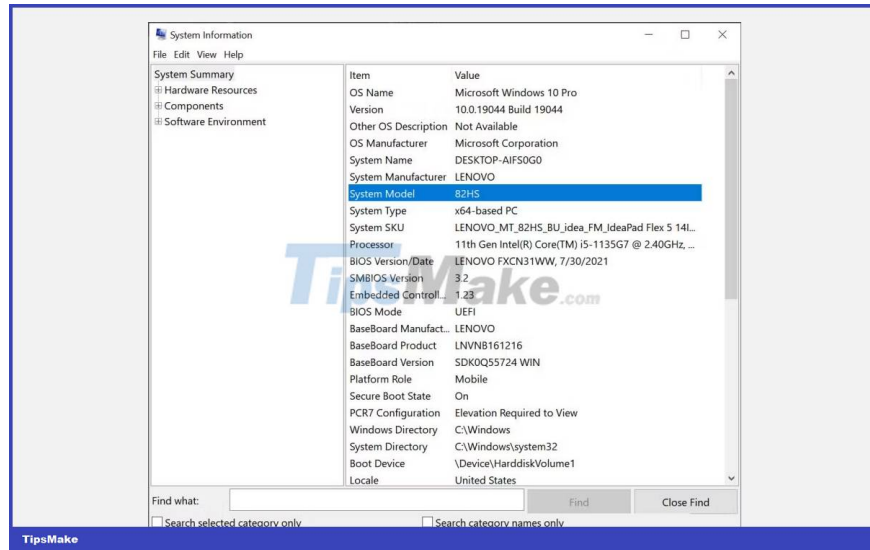 System Information
File Edit View Help
System Summary
Hardware Resources
Components
Software Environment
Item Value
OS Name Microsoft Windows 10 Pro
Version 10.0.19044 Build 19044
Other OS Description Not Available
OS Manufacturer Microsoft Corporation
System Name DESKTOP-AIFS0G0
System Manufacturer LENOVO
System Model 82HS
System Type x64-based PC
System SKU LENOVO_MT_82HS_BU_idea_FM_IdeaPad Flex 5 14I...
Processor 11th Gen Intel(R) Core(TM) i5-1135G7 @ 2.40GHz, ...
BIOS Version/Date LENOVO FXCN31WW, 7/30/2021
SMBIOS Version 3.2
Embedded Controll... 1.23
BIOS Mode UEFI
BaseBoard Manufact... LENOVO
BaseBoard Product LNVNB161216
BaseBoard Version SDK0Q55724 WIN
Platform Role Mobile
Secure Boot State On
PCR7 Configuration Elevation Required to View
Windows Directory C:\Windows
System Directory C:\Windows\system32
Boot Device \Device\HarddiskVolume1
Locale United States
TipsMake.com
Find what: Find Close Find
Search selected category only Search category names only
TipsMake